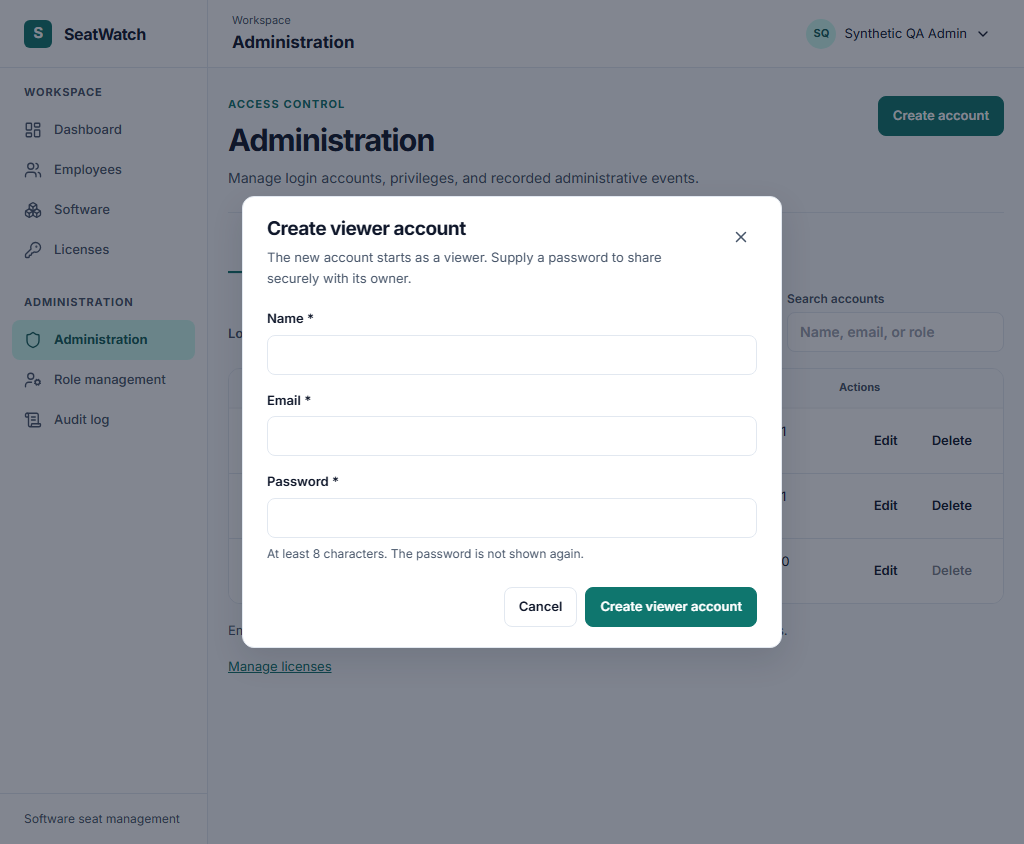 S
SeatWatch
Workspace
Administration
SQ
Synthetic QA Admin
WORKSPACE
Dashboard
Employees
Software
Licenses
ADMINISTRATION
Administration
Role management
Audit log
Software seat management
ACCESS CONTROL
Administration
Manage login accounts, privileges, and recorded administrative events.
Create account
Search accounts
Name, email, or role
Actions
Edit Delete
Edit Delete
Edit Delete
Manage licenses
Create viewer account
The new account starts as a viewer. Supply a password to share
securely with its owner.
Name *
Email *
Password *
At least 8 characters. The password is not shown again.
Cancel
Create viewer account